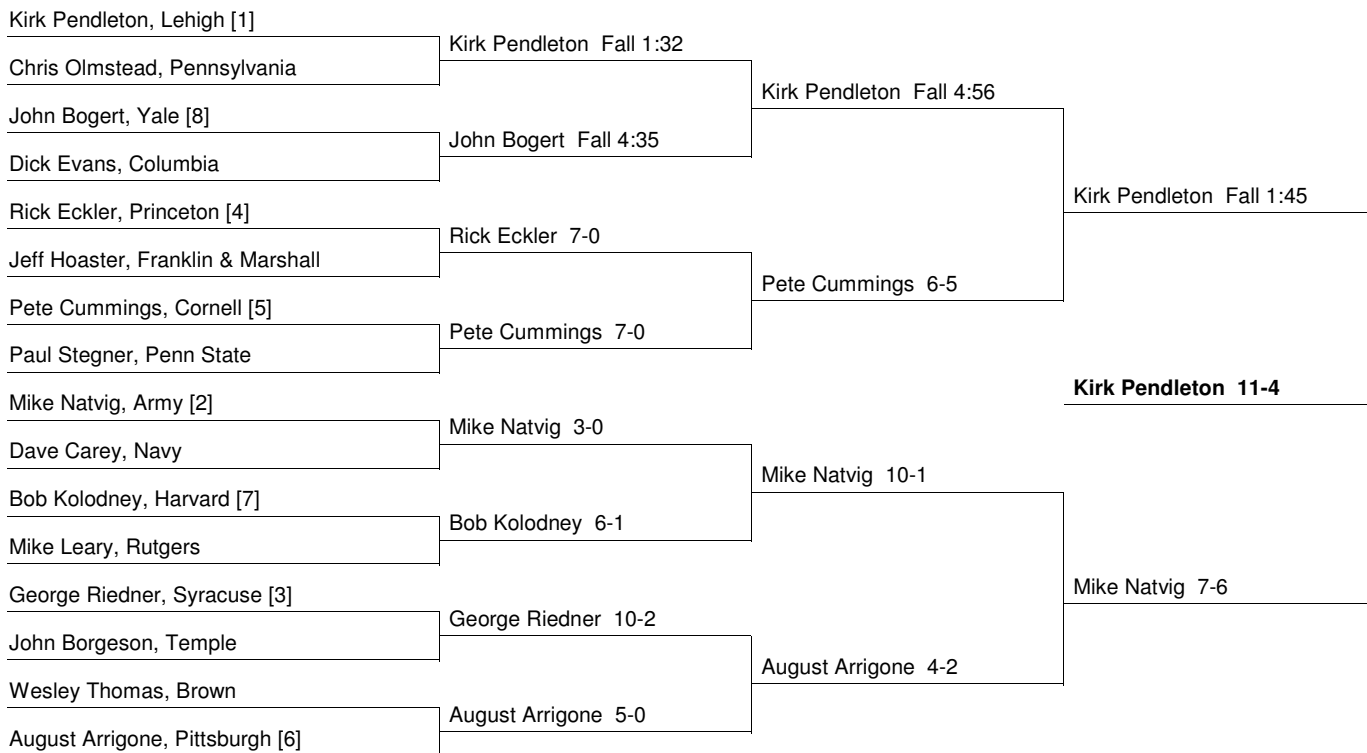 Kirk Pendleton, Lehigh [1]
Chris Olmstead, Pennsylvania
John Bogert, Yale [8]
Dick Evans, Columbia
Rick Eckler, Princeton [4]
Jeff Hoaster, Franklin & Marshall
Pete Cummings, Cornell [5]
Paul Stegner, Penn State
Mike Natvig, Army [2]
Dave Carey, Navy
Bob Kolodney, Harvard [7]
Mike Leary, Rutgers
George Riedner, Syracuse [3]
John Borgeson, Temple
Wesley Thomas, Brown
August Arrigone, Pittsburgh [6]
Kirk Pendleton Fall 1:32
John Bogert Fall 4:35
Rick Eckler 7-0
Pete Cummings 7-0
Mike Natvig 3-0
Bob Kolodney 6-1
George Riedner 10-2
August Arrigone 5-0
Kirk Pendleton Fall 4:56
Pete Cummings 6-5
Mike Natvig 10-1
August Arrigone 4-2
Kirk Pendleton Fall 1:45
Mike Natvig 7-6
Kirk Pendleton 11-4